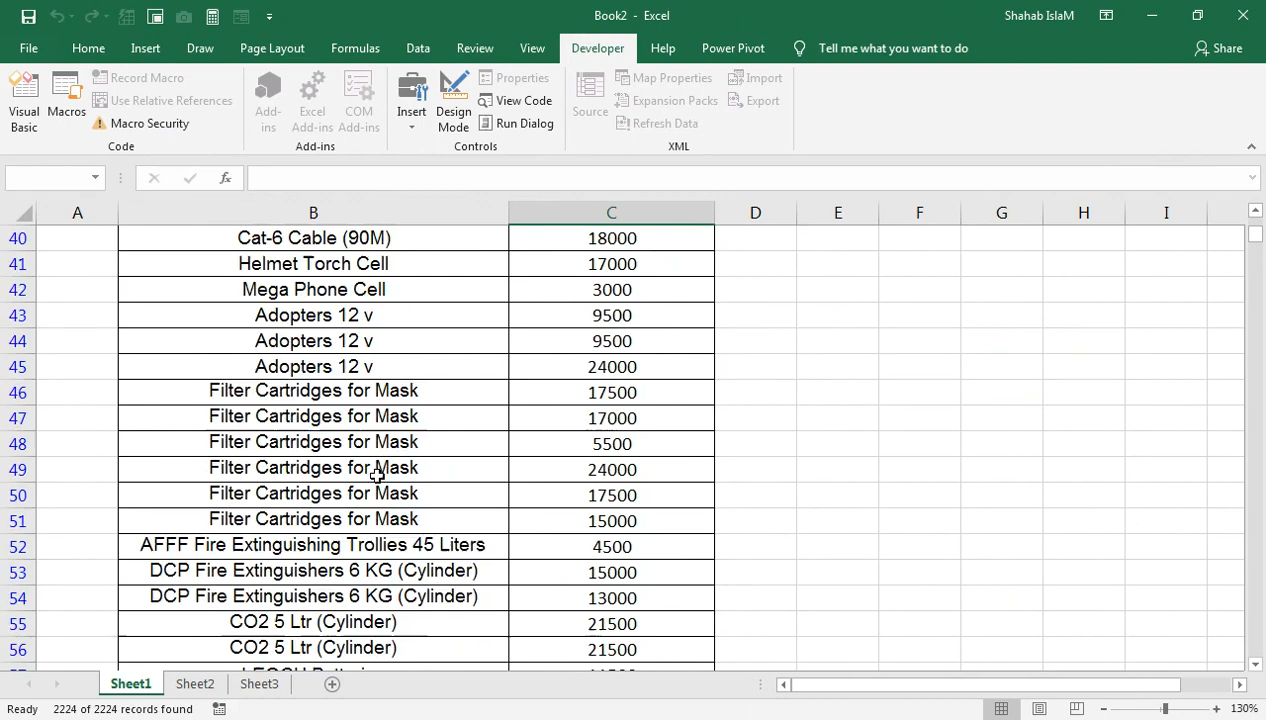 Book2 - Excel
Shahab IslaM
File Home Insert Draw Page Layout Formulas Data Review View Developer Help Power Pivot Tell me what you want to do Share
Visual Basic
Macros
Record Macro
Use Relative References
Macro Security
Code
Add-ins
Excel Add-ins
COM Add-ins
Add-ins
Insert
Design Mode
Properties
View Code
Run Dialog
Controls
Source
Map Properties
Expansion Packs
Refresh Data
Import
Export
XML
fx
A B C D E F G H I
40 Cat-6 Cable (90M) 18000
41 Helmet Torch Cell 17000
42 Mega Phone Cell 3000
43 Adopters 12 v 9500
44 Adopters 12 v 9500
45 Adopters 12 v 24000
46 Filter Cartridges for Mask 17500
47 Filter Cartridges for Mask 17000
48 Filter Cartridges for Mask 5500
49 Filter Cartridges for Mask 24000
50 Filter Cartridges for Mask 17500
51 Filter Cartridges for Mask 15000
52 AFFF Fire Extinguishing Trollies 45 Liters 4500
53 DCP Fire Extinguishers 6 KG (Cylinder) 15000
54 DCP Fire Extinguishers 6 KG (Cylinder) 13000
55 CO2 5 Ltr (Cylinder) 21500
56 CO2 5 Ltr (Cylinder) 21500
Sheet1 Sheet2 Sheet3
Ready 2224 of 2224 records found 130%